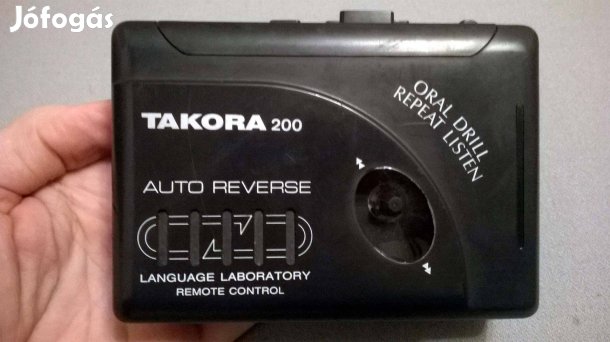 Jófogás
TAKORA 200
AUTO REVERSE
LANGUAGE LABORATORY
REMOTE CONTROL
ORAL DRILL
REPEAT LISTEN